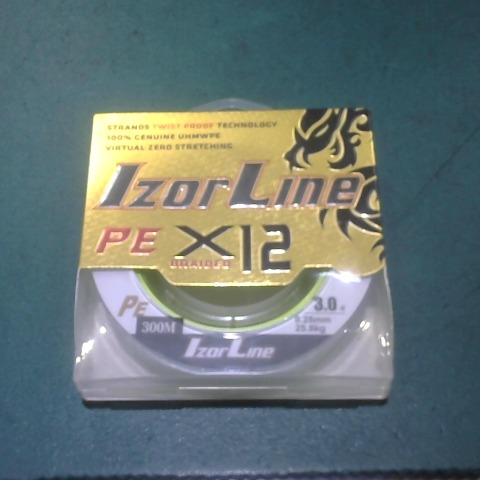 STRANDS TWIST PROOF TECHNOLOGY
100% GENUINE UHMWPE
VIRTUAL ZERO STRETCHING
IZORLINE
PE X12
BRAIDED
PE 3.0
300M 0.28mm
25.8kg
IZORLINE